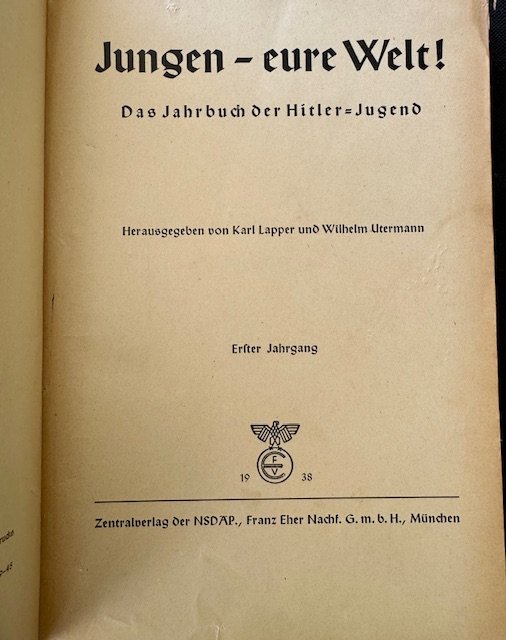 Jungen – eure Welt!
Das Jahrbuch der Hitler=Jugend
Herausgegeben von Karl Lapper und Wilhelm Utermann
Erſter Jahrgang
F
E
V
19 38
Zentralverlag der NSDAP., Franz Eher Nachf. G. m. b. H., München